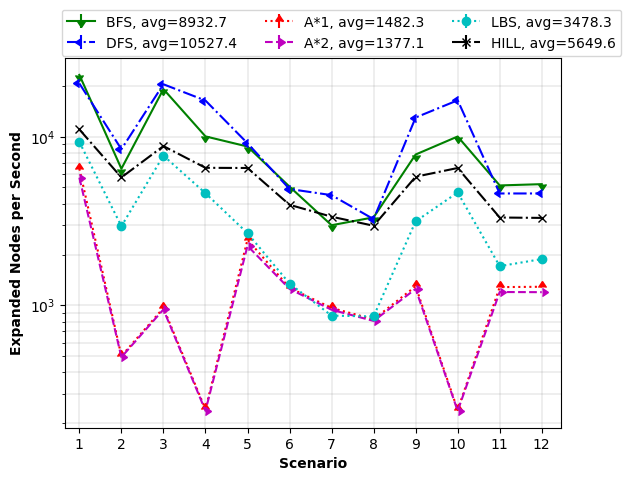 BFS, avg=8932.7 A*1, avg=1482.3 LBS, avg=3478.3
DFS, avg=10527.4 A*2, avg=1377.1 HILL, avg=5649.6
Expanded Nodes per Second
10⁴
10³
1 2 3 4 5 6 7 8 9 10 11 12
Scenario